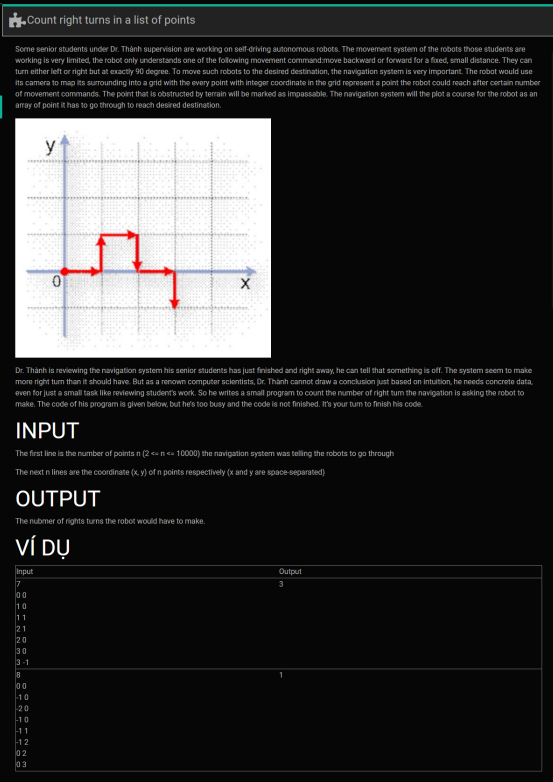 Count right turns in a list of points
Some senior students under Dr. Thành supervision are working on self-driving autonomous robots. The movement system of the robots those students are
working is very limited, the robot only understands one of the following movement command:move backward or forward for a fixed, small distance. They can
turn either left or right but at exactly 90 degree. To move such robots to the desired destination, the navigation system is very important. The robot would use
its camera to map its surrounding into a grid with the every point with integer coordinate in the grid represent a point the robot could reach after certain number
of movement commands. The point that is obstructed by terrain will be marked as impassable. The navigation system will the plot a course for the robot as an
array of point it has to go through to reach desired destination.
y
0
x
Dr. Thành is reviewing the navigation system his senior students has just finished and right away, he can tell that something is off. The system seem to make
more right turn than it should have. But as a renown computer scientists, Dr. Thành cannot draw a conclusion just based on intuition, he needs concrete data,
even for just a small task like reviewing student's work. So he writes a small program to count the number of right turn the navigation is asking the robot to
make. The code of his program is given below, but he's too busy and the code is not finished. It's your turn to finish his code.
INPUT
The first line is the number of points n (2 <= n <= 10000) the navigation system was telling the robots to go through
The next n lines are the coordinate (x, y) of n points respectively (x and y are space-separated)
OUTPUT
The nubmer of rights turns the robot would have to make.
VÍ DỤ
Input Output
7 3
0 0
1 0
1 1
2 1
2 0
3 0
3 -1
8 1
0 0
-1 0
-2 0
-1 0
-1 1
-1 2
0 2
0 3